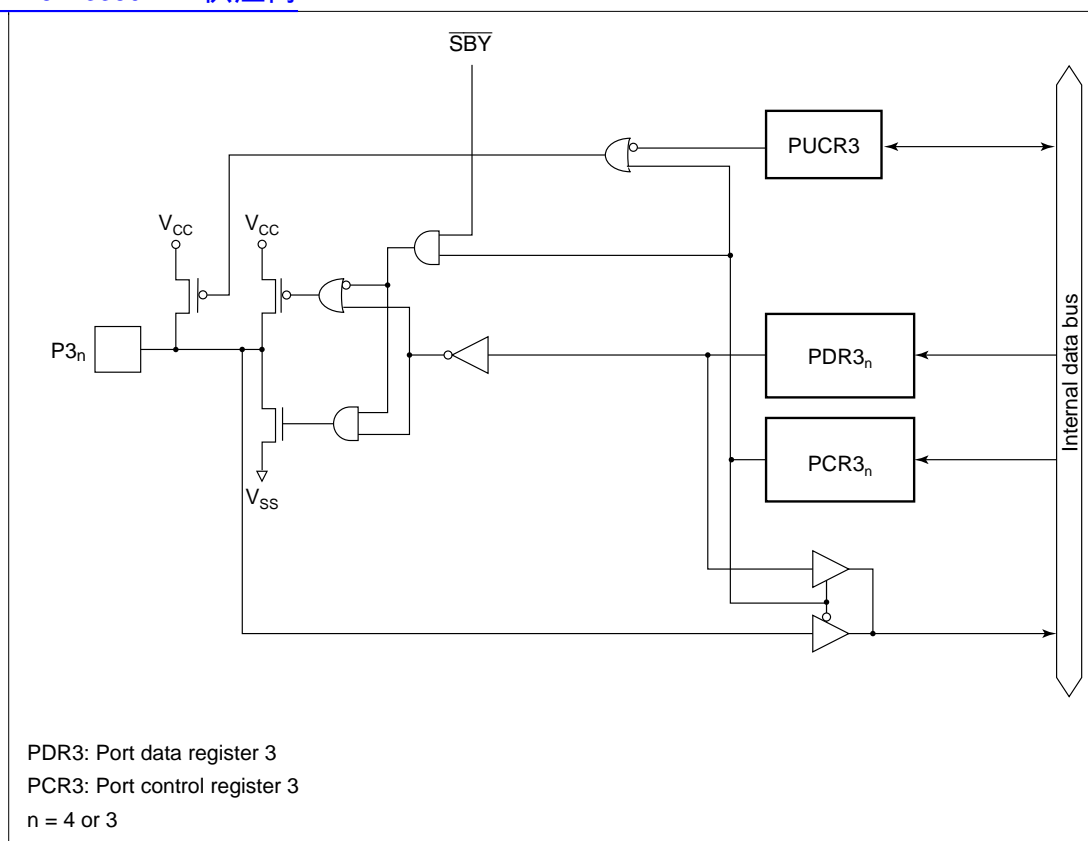 SBY
PUCR3
VCC
VCC
P3n
PDR3n
PCR3n
VSS
Internal data bus
PDR3: Port data register 3
PCR3: Port control register 3
n = 4 or 3